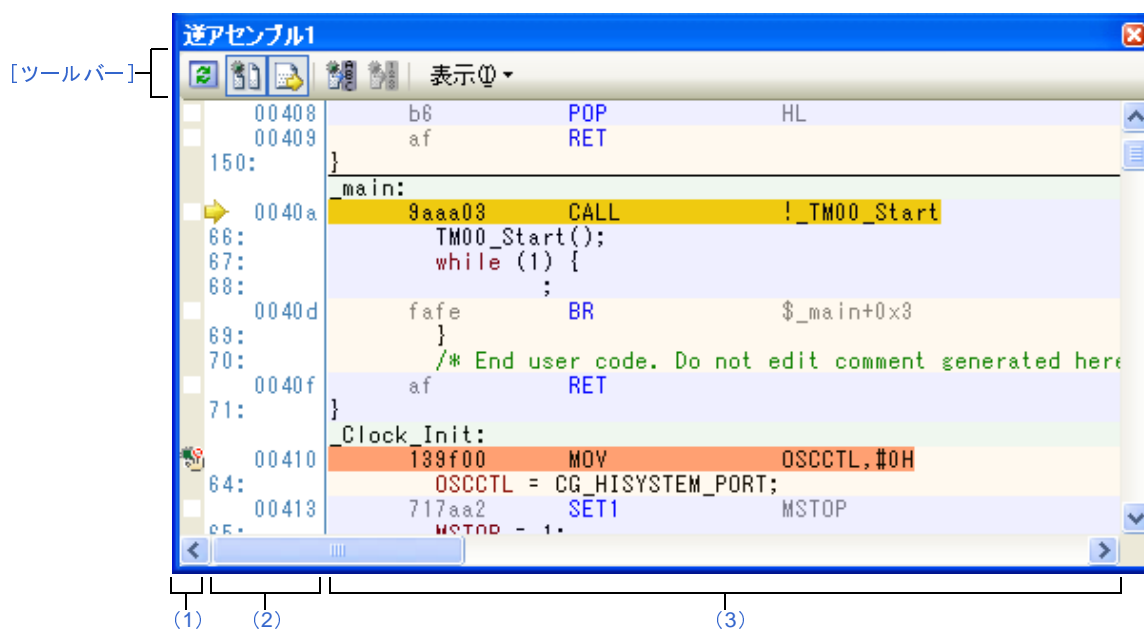 逆アセンブル1
[ツールバー]
表示(I)
00408 b6 POP HL
00409 af RET
150: }
_main:
0040a 9aaa03 CALL !_TM00_Start
66: TM00_Start();
67: while (1) {
68: ;
0040d fafe BR $_main+0x3
69: }
70: /* End user code. Do not edit comment generated here
0040f af RET
71: }
_Clock_Init:
00410 139f00 MOV OSCCTL,#0H
64: OSCCTL = CG_HISYSTEM_PORT;
00413 717aa2 SET1 MSTOP
65: MSTOP = 1;
(1) (2) (3)